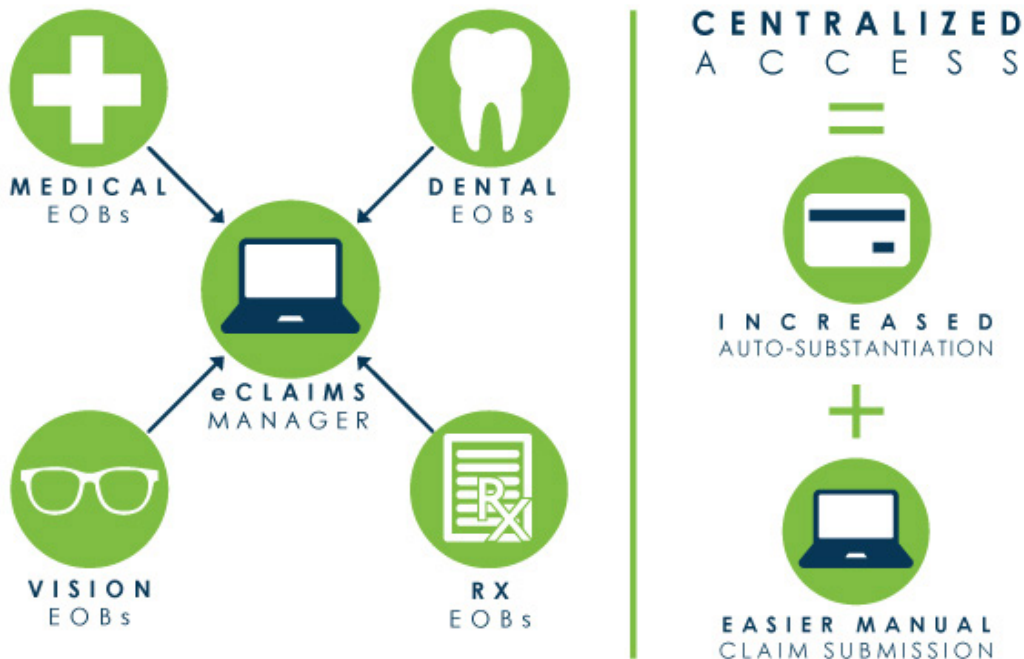 MEDICAL
EOBs
DENTAL
EOBs
eCLAIMS
MANAGER
VISION
EOBs
RX
RX
EOBs
CENTRALIZED
ACCESS
=
INCREASED
AUTO-SUBSTANTIATION
+
EASIER MANUAL
CLAIM SUBMISSION